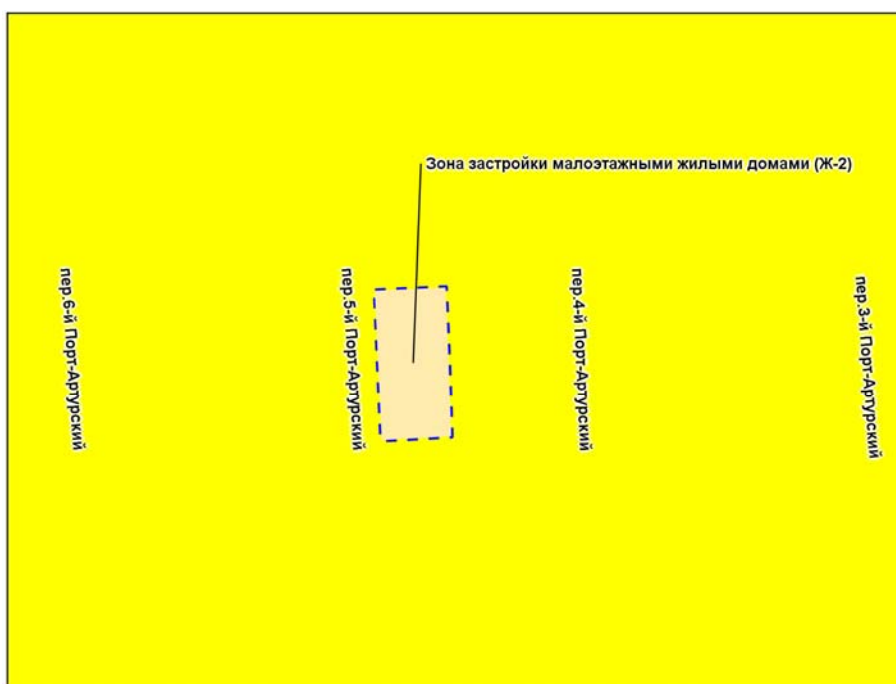 Зона застройки малоэтажными жилыми домами (Ж-2)
пер.6-й Порт-Артурский
пер.5-й Порт-Артурский
пер.4-й Порт-Артурский
пер.3-й Порт-Артурский